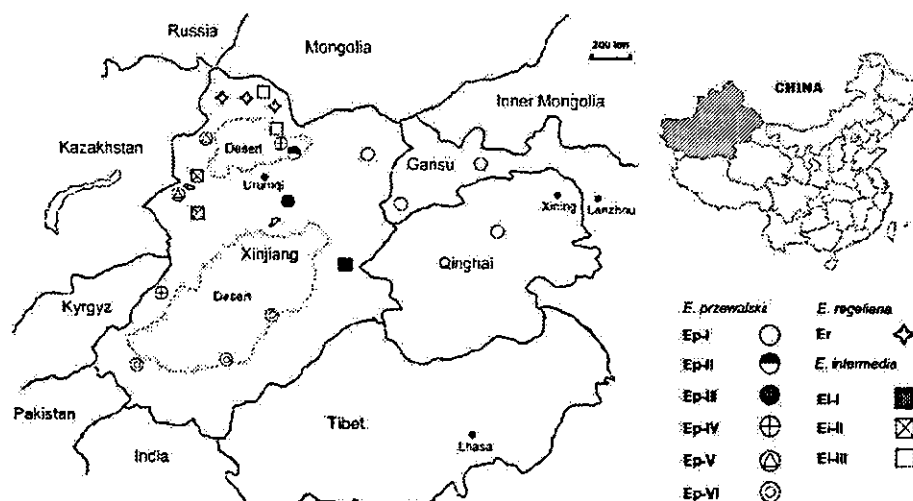 Russia
Mongolia
200 km
Inner Mongolia
CHINA
Kazakhstan
Desert
Gansu
Urumqi
Xining
Lanzhou
Xinjiang
Qinghai
Desert
Kyrgyz
Pakistan
India
Tibet
Lhasa
E. przewalskii
Ep-I
Ep-II
Ep-III
Ep-IV
Ep-V
Ep-VI
E. regeliana
Er
E. intermedia
Ei-I
Ei-II
Ei-III